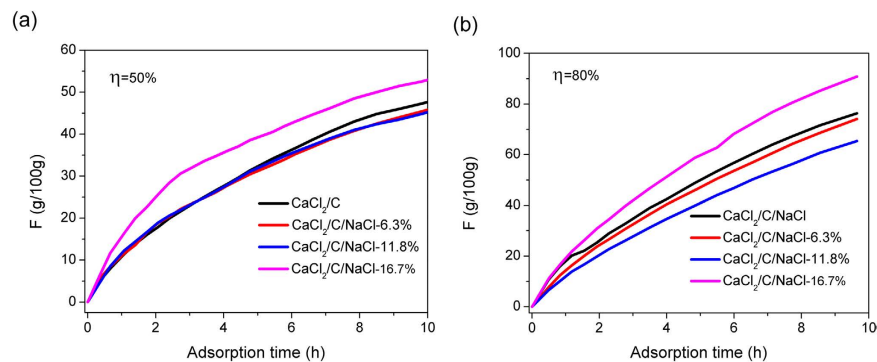 (a)
60
50
40
30
20
10
0
F (g/100g)
η=50%
CaCl₂/C
CaCl₂/C/NaCl-6.3%
CaCl₂/C/NaCl-11.8%
CaCl₂/C/NaCl-16.7%
0 2 4 6 8 10
Adsorption time (h)
(b)
100
80
60
40
20
0
F (g/100g)
η=80%
CaCl₂/C/NaCl
CaCl₂/C/NaCl-6.3%
CaCl₂/C/NaCl-11.8%
CaCl₂/C/NaCl-16.7%
0 2 4 6 8 10
Adsorption time (h)